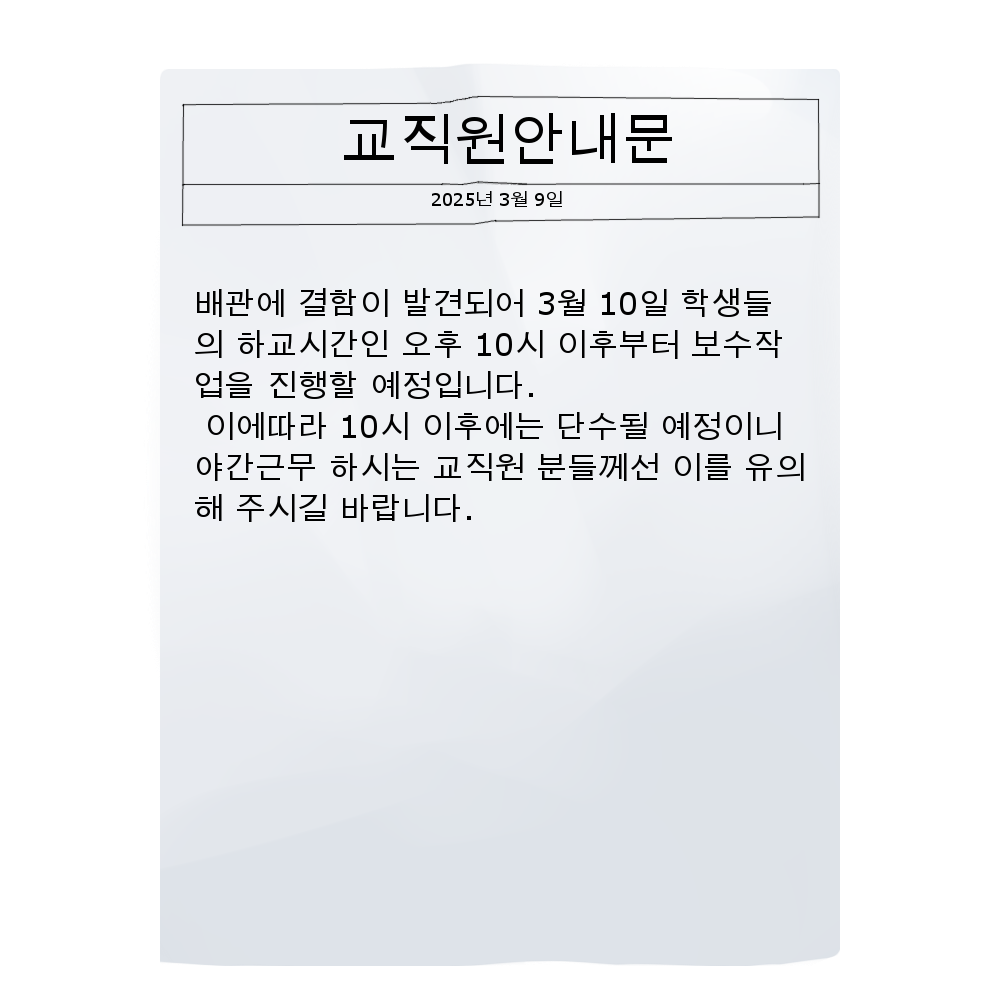 교직원안내문
2025년 3월 9일
배관에 결함이 발견되어 3월 10일 학생들
의 하교시간인 오후 10시 이후부터 보수작
업을 진행할 예정입니다.
이에따라 10시 이후에는 단수될 예정이니
야간근무 하시는 교직원 분들께선 이를 유의
해 주시길 바랍니다.